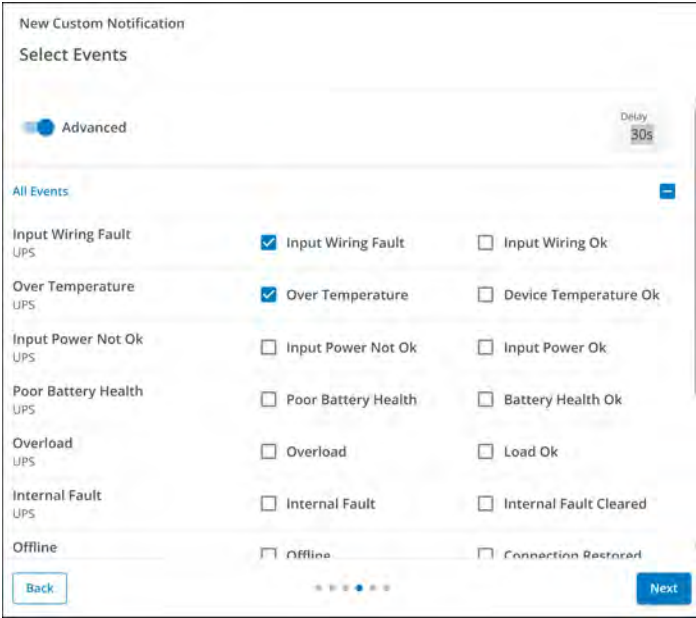 New Custom Notification
Select Events
Advanced
Delay
30s
All Events
Input Wiring Fault
UPS
Input Wiring Fault
Input Wiring Ok
Over Temperature
UPS
Over Temperature
Device Temperature Ok
Input Power Not Ok
UPS
Input Power Not Ok
Input Power Ok
Poor Battery Health
UPS
Poor Battery Health
Battery Health Ok
Overload
UPS
Overload
Load Ok
Internal Fault
UPS
Internal Fault
Internal Fault Cleared
Offline
Offline
Connection Restored
Back
Next